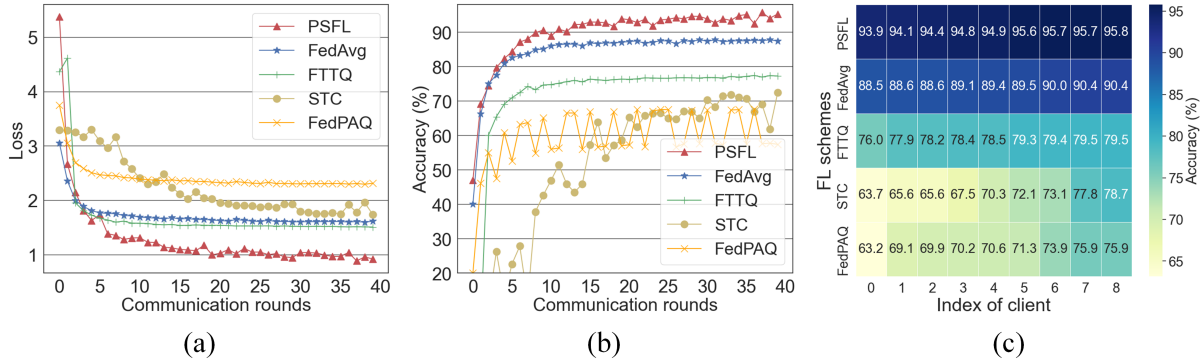 5
4
3
2
1
Loss
0 5 10 15 20 25 30 35 40
Communication rounds
PSFL
FedAvg
FTTQ
STC
FedPAQ
(a)
90
80
70
60
50
40
30
20
Accuracy (%)
0 5 10 15 20 25 30 35 40
Communication rounds
PSFL
FedAvg
FTTQ
STC
FedPAQ
(b)
FL schemes
PSFL 93.9 94.1 94.4 94.8 94.9 95.6 95.7 95.7 95.8
FedAvg 88.5 88.6 88.6 89.1 89.4 89.5 90.0 90.4 90.4
FTTQ 76.0 77.9 78.2 78.4 78.5 79.3 79.4 79.5 79.5
STC 63.7 65.6 65.6 67.5 70.3 72.1 73.1 77.8 78.7
FedPAQ 63.2 69.1 69.9 70.2 70.6 71.3 73.9 75.9 75.9
0 1 2 3 4 5 6 7 8
Index of client
95
90
85
80
75
70
65
Accuracy (%)
(c)